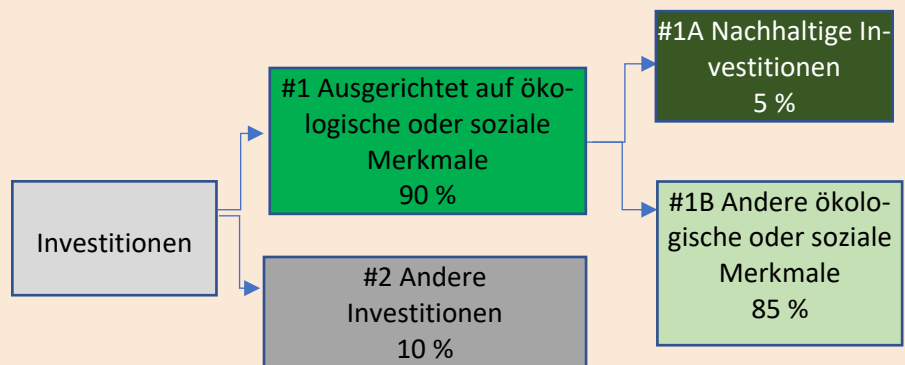 Investitionen
#1 Ausgerichtet auf öko-
logische oder soziale
Merkmale
90 %
#2 Andere
Investitionen
10 %
#1A Nachhaltige In-
vestitionen
5 %
#1B Andere ökolo-
gische oder soziale
Merkmale
85 %